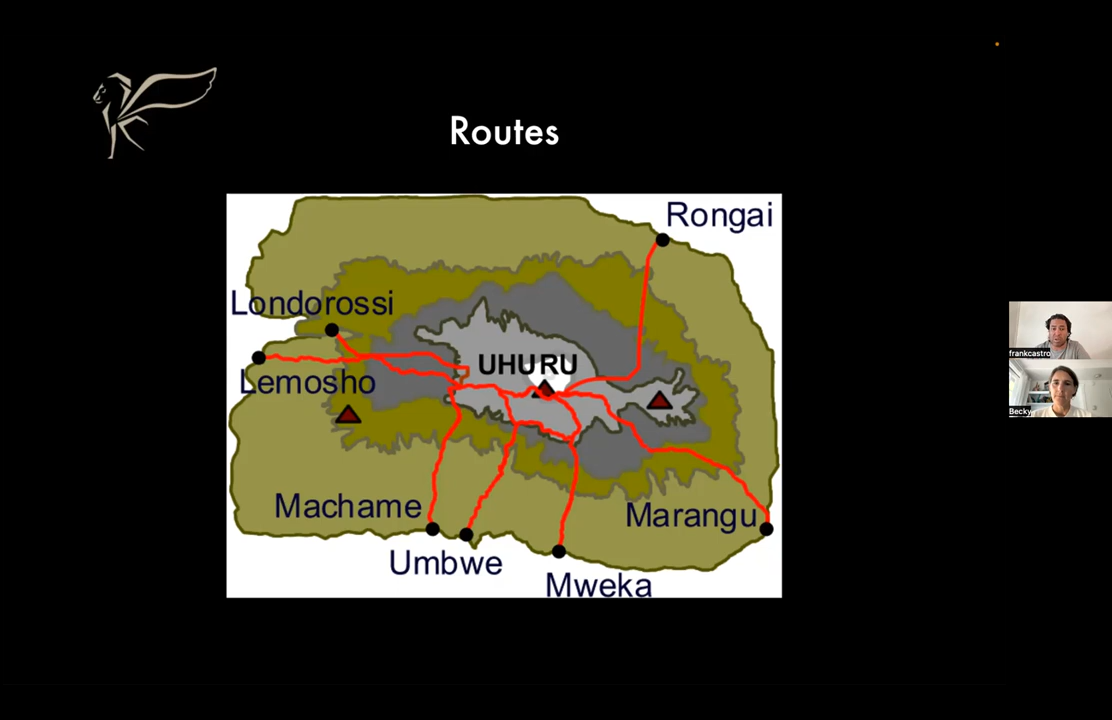 Routes
Rongai
Londorossi
UHURU
Lemosho
Machame
Marangu
Umbwe
Mweka
frankcastro
Becky